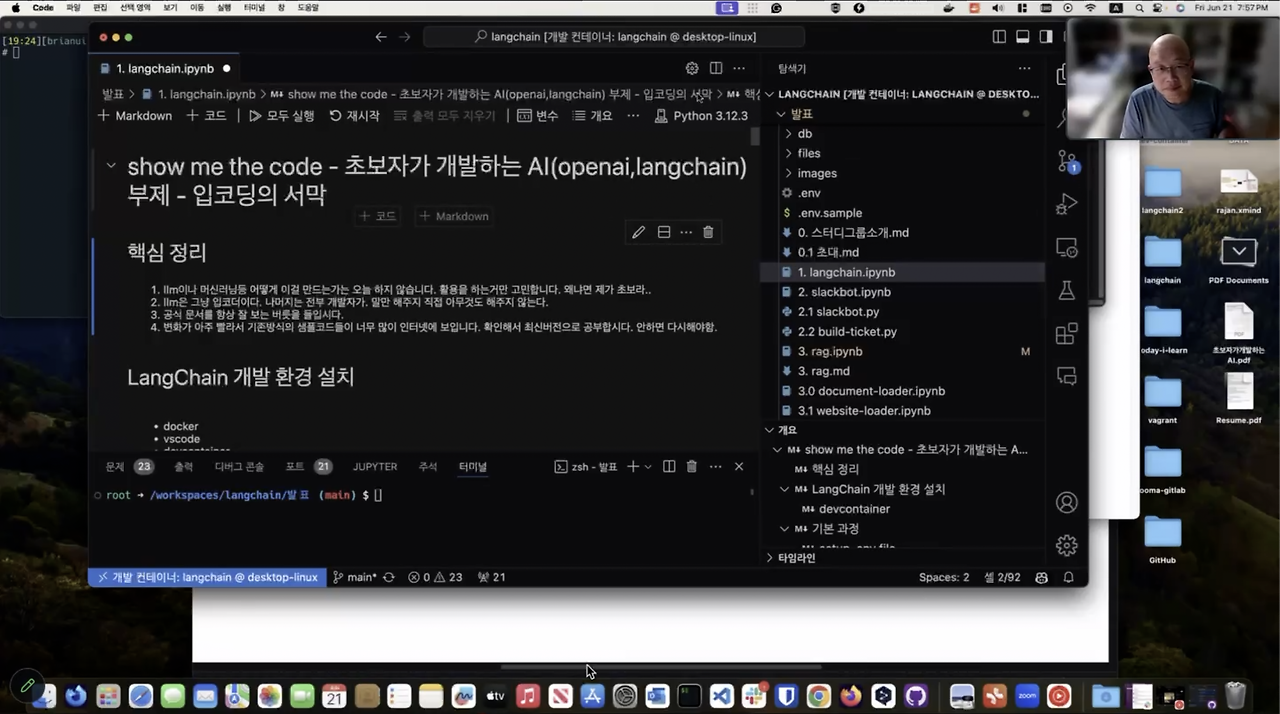 Code 파일 편집 선택 영역 보기 이동 실행 터미널 창 도움말
Fri Jun 21 7:57 PM
[19:24][brianui
#
langchain [개발 컨테이너: langchain @ desktop-linux]
1. langchain.ipynb
발표 > 1. langchain.ipynb > M↓ show me the code - 초보자가 개발하는 AI(openai,langchain) 부제 - 입코딩의 서막 > M↓ 핵심
+ Markdown + 코드 모두 실행 재시작 출력 모두 지우기 변수 개요 ... Python 3.12.3
show me the code - 초보자가 개발하는 AI(openai,langchain)
부제 - 입코딩의 서막
+ 코드 + Markdown
핵심 정리
1. llm이나 머신러닝등 어떻게 이걸 만드는가는 오늘 하지 않습니다. 활용을 하는거만 고민합니다. 왜냐면 제가 초보라..
2. llm은 그냥 입코더이다. 나머지는 전부 개발자가. 말만 해주지 직접 아무것도 해주지 않는다.
3. 공식 문서를 항상 잘 보는 버릇을 들입시다.
4. 변화가 아주 빨라서 기존방식의 샘플코드들이 너무 많이 인터넷에 보입니다. 확인해서 최신버전으로 공부합시다. 안하면 다시해야함.
LangChain 개발 환경 설치
• docker
• vscode
• devcontainer
문제 23 출력 디버그 콘솔 포트 21 JUPYTER 주석 터미널 zsh - 발표
root → /workspaces/langchain/발표 (main) $
탐색기
LANGCHAIN [개발 컨테이너: LANGCHAIN @ DESKTO...
발표
db
files
images
.env
.env.sample
0. 스터디그룹소개.md
0.1 초대.md
1. langchain.ipynb
2. slackbot.ipynb
2.1 slackbot.py
2.2 build-ticket.py
3. rag.ipynb M
3. rag.md
3.0 document-loader.ipynb
3.1 website-loader.ipynb
개요
M↓ show me the code - 초보자가 개발하는 A...
M↓ 핵심 정리
M↓ LangChain 개발 환경 설치
M↓ devcontainer
M↓ 기본 과정
M↓ setup .env file
타임라인
1
개발 컨테이너: langchain @ desktop-linux main* 0 23 21 Spaces: 2 셀 2/92
langchain2
rajan.xmind
langchain
PDF Documents
oday-i-learn
초보자가개발하는
AI.pdf
vagrant
Resume.pdf
ooma-gitlab
GitHub
21
tv
zoom